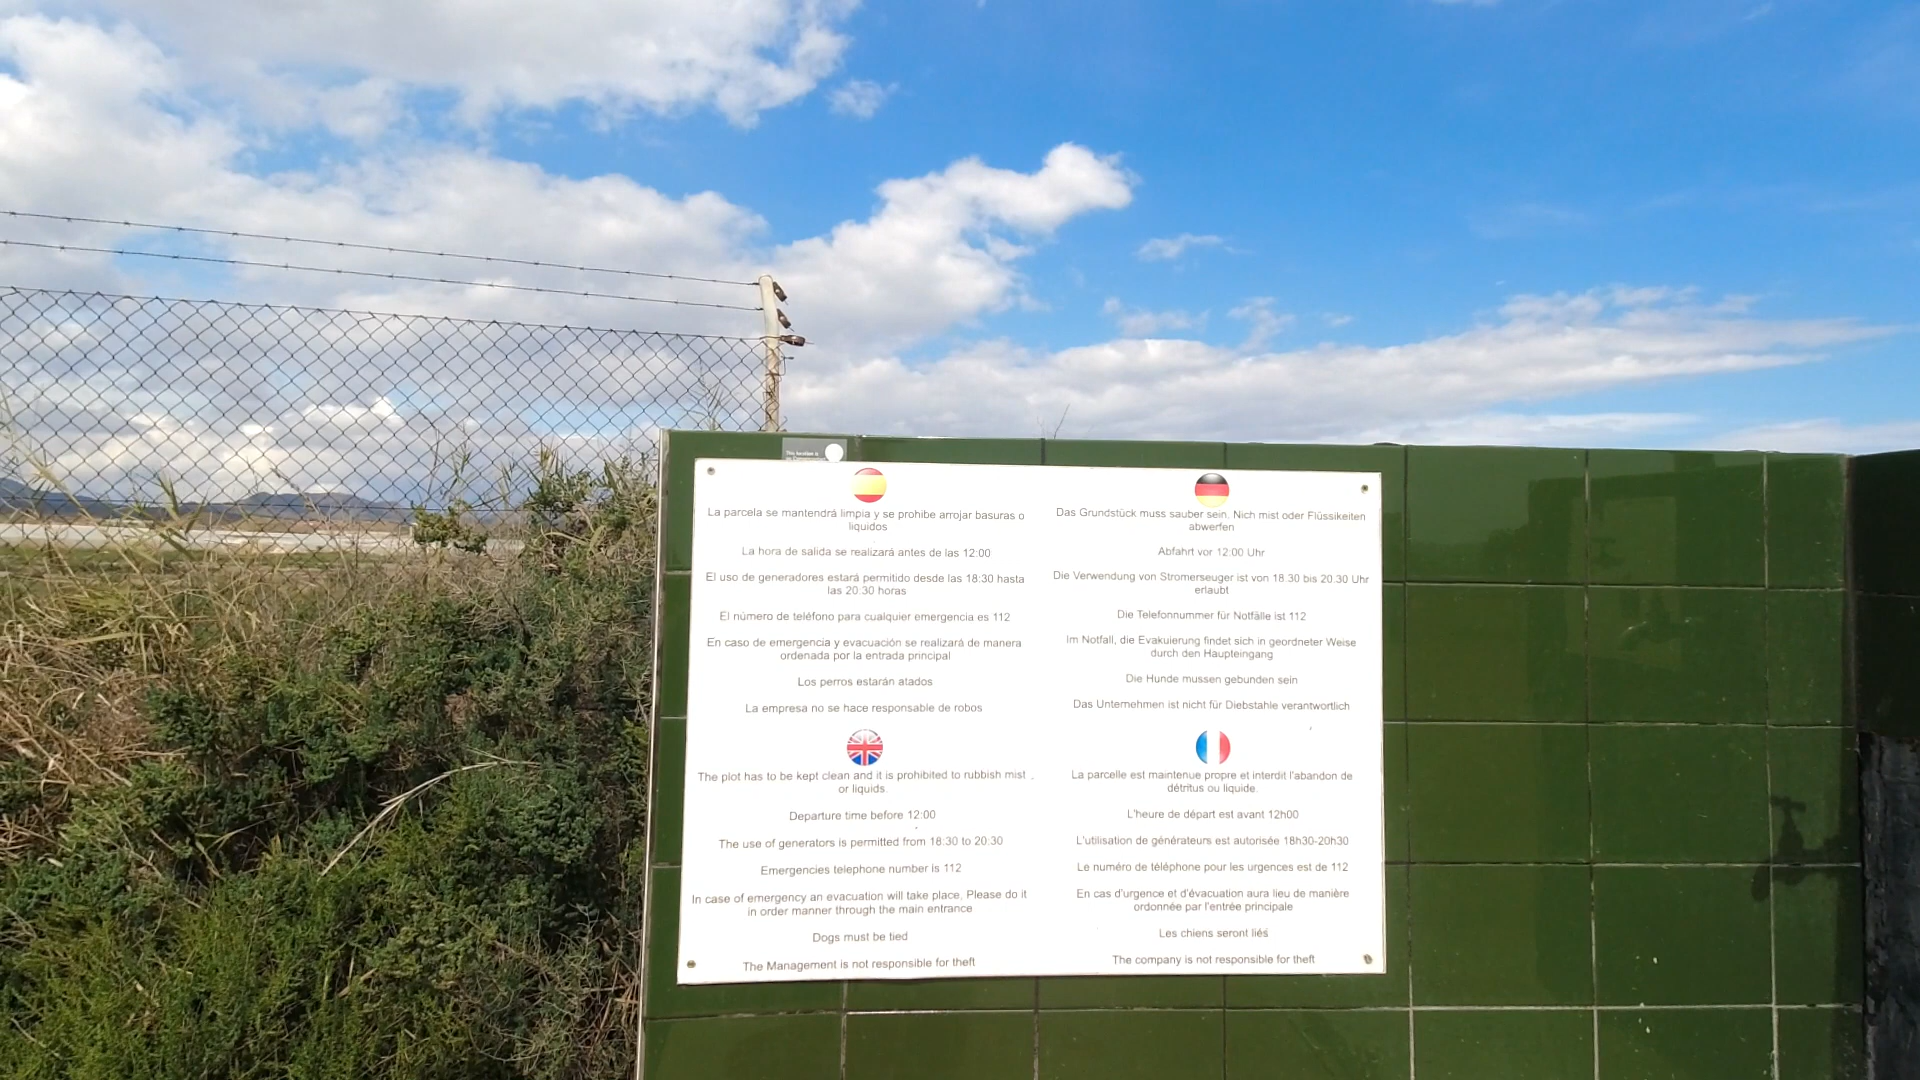 This location is
La parcela se mantendrá limpia y se prohibe arrojar basuras o
liquidos
La hora de salida se realizará antes de las 12:00
El uso de generadores estará permitido desde las 18:30 hasta
las 20:30 horas
El número de teléfono para cualquier emergencia es 112
En caso de emergencia y evacuación se realizará de manera
ordenada por la entrada principal
Los perros estarán atados
La empresa no se hace responsable de robos
Das Grundstück muss sauber sein. Nich mist oder Flüssikeiten
abwerfen
Abfahrt vor 12:00 Uhr
Die Verwendung von Stromerseuger ist von 18.30 bis 20.30 Uhr
erlaubt
Die Telefonnummer für Notfälle ist 112
Im Notfall, die Evakuierung findet sich in geordneter Weise
durch den Haupteingang
Die Hunde mussen gebunden sein
Das Unternehmen ist nicht für Diebstahle verantwortlich
The plot has to be kept clean and it is prohibited to rubbish mist .
or liquids.
Departure time before 12:00
The use of generators is permitted from 18:30 to 20:30
Emergencies telephone number is 112
In case of emergency an evacuation will take place. Please do it
in order manner through the main entrance
Dogs must be tied
The Management is not responsible for theft
La parcelle est maintenue propre et interdit l'abandon de
détritus ou liquide.
L'heure de départ est avant 12h00
L'utilisation de générateurs est autorisée 18h30-20h30
Le numéro de téléphone pour les urgences est de 112
En cas d'urgence et d'évacuation aura lieu de manière
ordonnée par l'entrée principale
Les chiens seront liés
The company is not responsible for theft